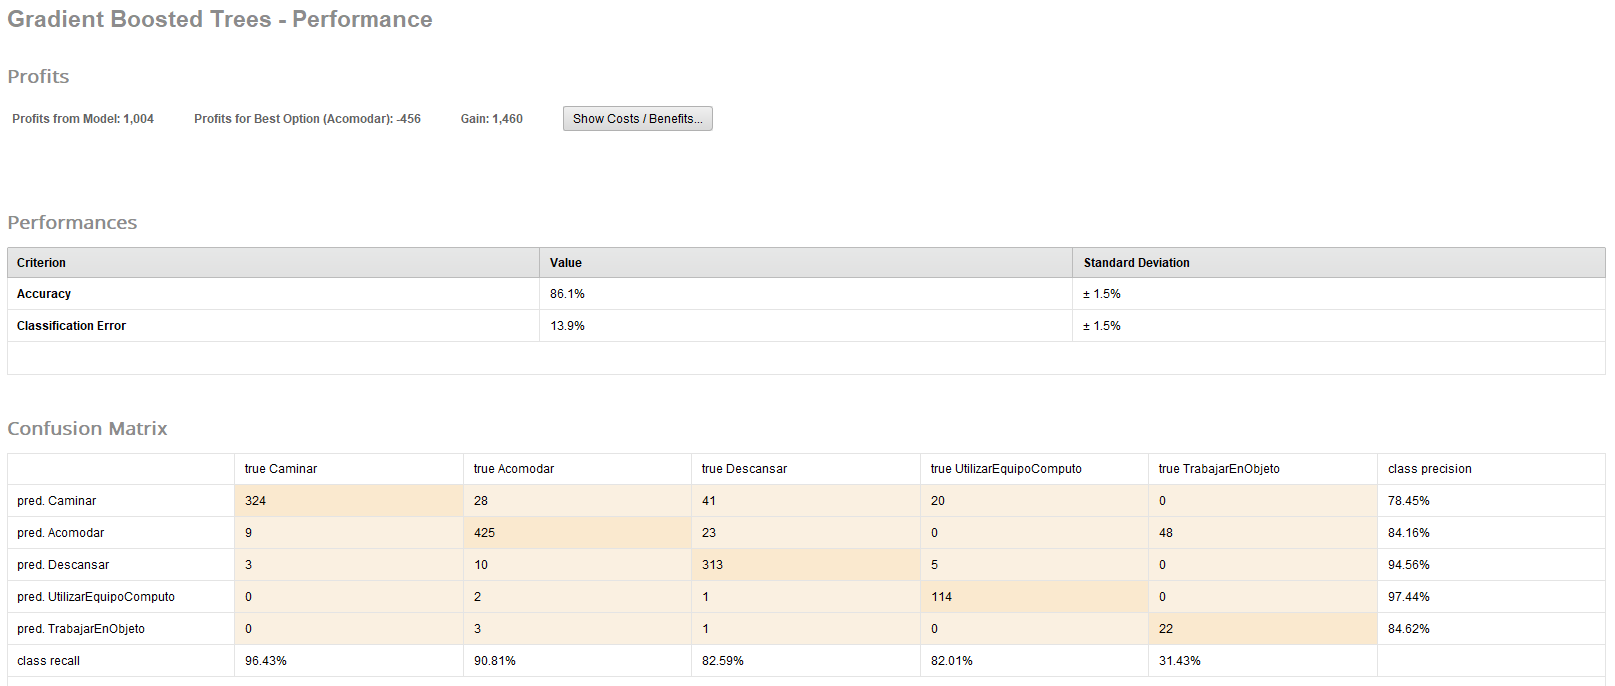 Gradient Boosted Trees - Performance
Profits
Profits from Model: 1,004 Profits for Best Option (Acomodar): -456 Gain: 1,460 Show Costs / Benefits...
Performances
Criterion Value Standard Deviation
Accuracy 86.1% ± 1.5%
Classification Error 13.9% ± 1.5%
Confusion Matrix
true Caminar true Acomodar true Descansar true UtilizarEquipoComputo true TrabajarEnObjeto class precision
pred. Caminar 324 28 41 20 0 78.45%
pred. Acomodar 9 425 23 0 48 84.16%
pred. Descansar 3 10 313 5 0 94.56%
pred. UtilizarEquipoComputo 0 2 1 114 0 97.44%
pred. TrabajarEnObjeto 0 3 1 0 22 84.62%
class recall 96.43% 90.81% 82.59% 82.01% 31.43%